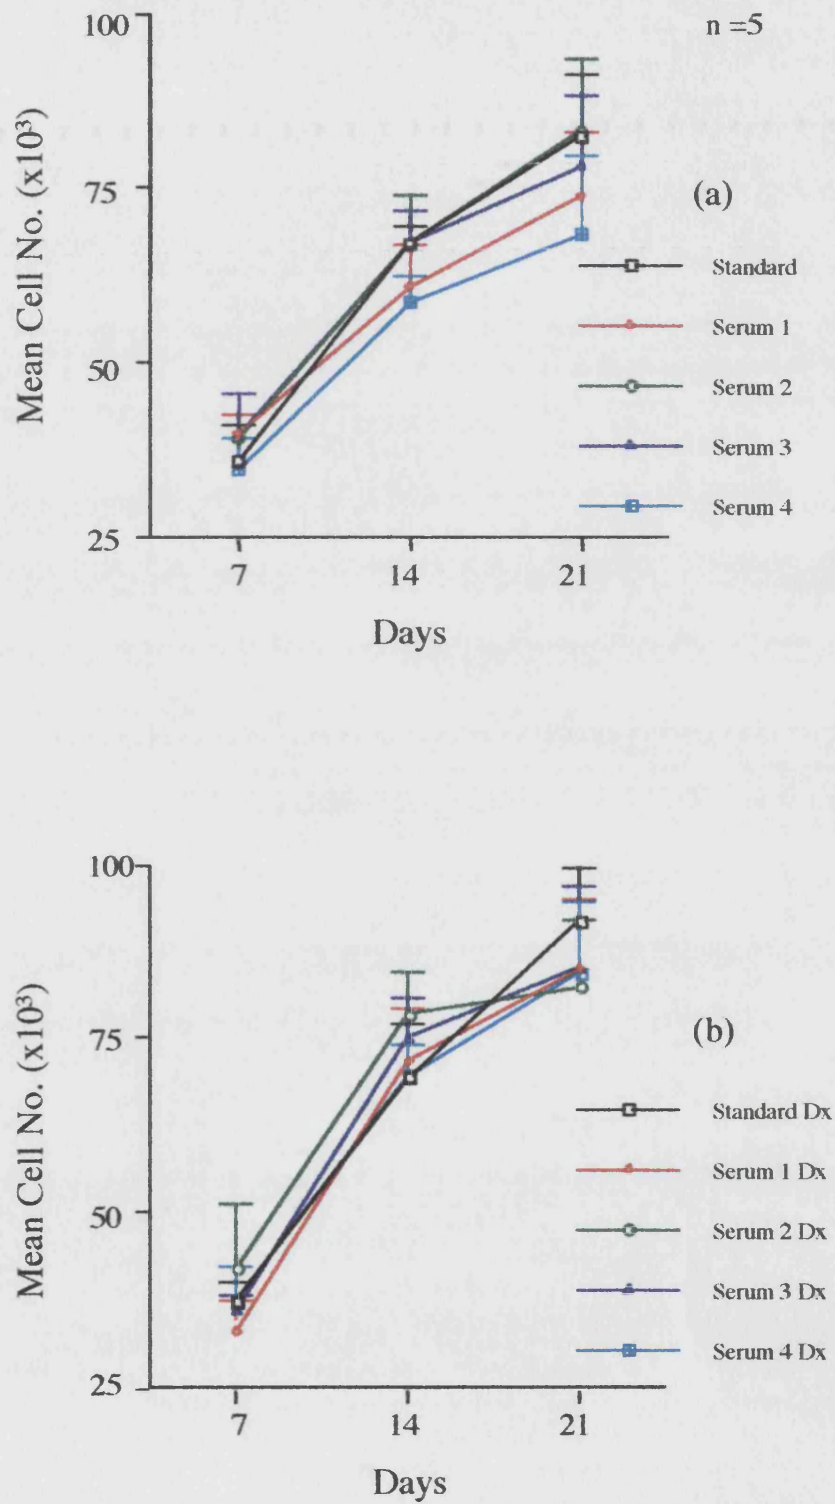 n =5
100
75
50
25
Mean Cell No. (x10³)
7 14 21
Days
(a)
Standard
Serum 1
Serum 2
Serum 3
Serum 4
100
75
50
25
Mean Cell No. (x10³)
7 14 21
Days
(b)
Standard Dx
Serum 1 Dx
Serum 2 Dx
Serum 3 Dx
Serum 4 Dx